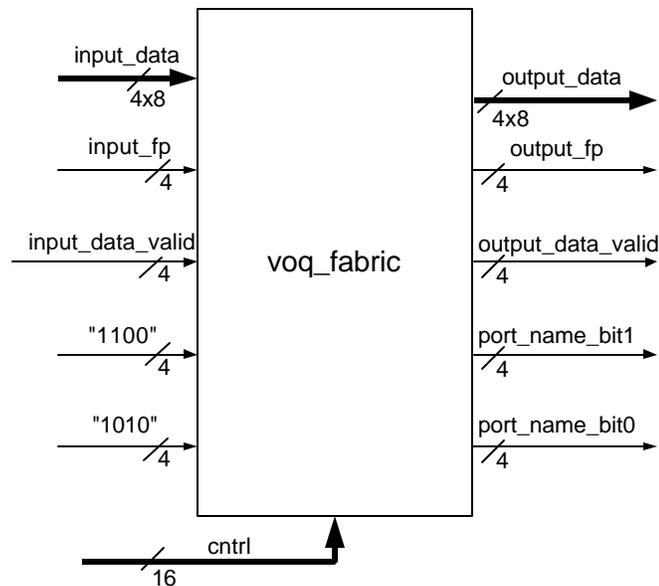 input_data
4x8
output_data
4x8
input_fp
4
output_fp
4
input_data_valid
4
voq_fabric
output_data_valid
4
"1100"
4
port_name_bit1
4
"1010"
4
port_name_bit0
4
cntrl
16